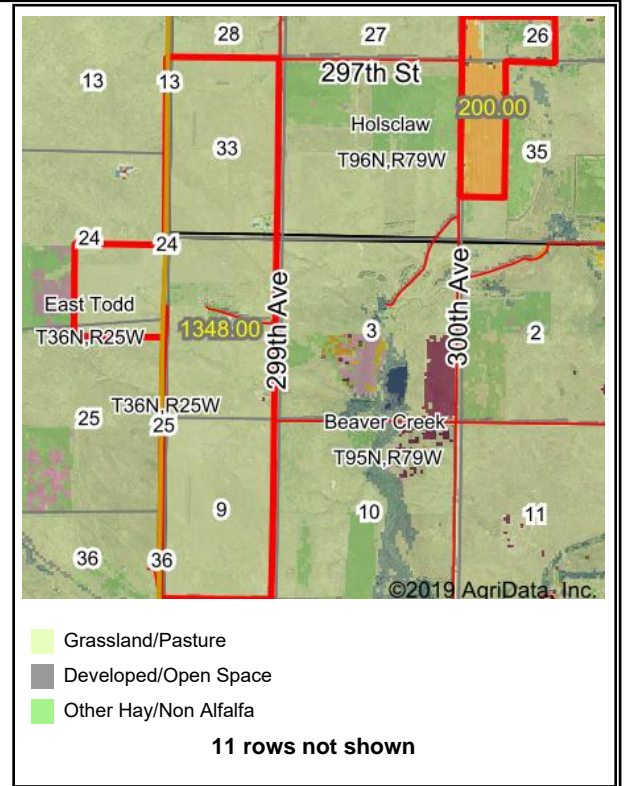 28
27
26
13
13
297th St
200.00
Holsclaw
33
T96N,R79W
35
24
24
East Todd
299th Ave
300th Ave
1348.00
3
2
T36N,R25W
T36N,R25W
25
25
Beaver Creek
T95N,R79W
9
10
11
36
36
©2019 AgriData, Inc.
Grassland/Pasture
Developed/Open Space
Other Hay/Non Alfalfa
11 rows not shown